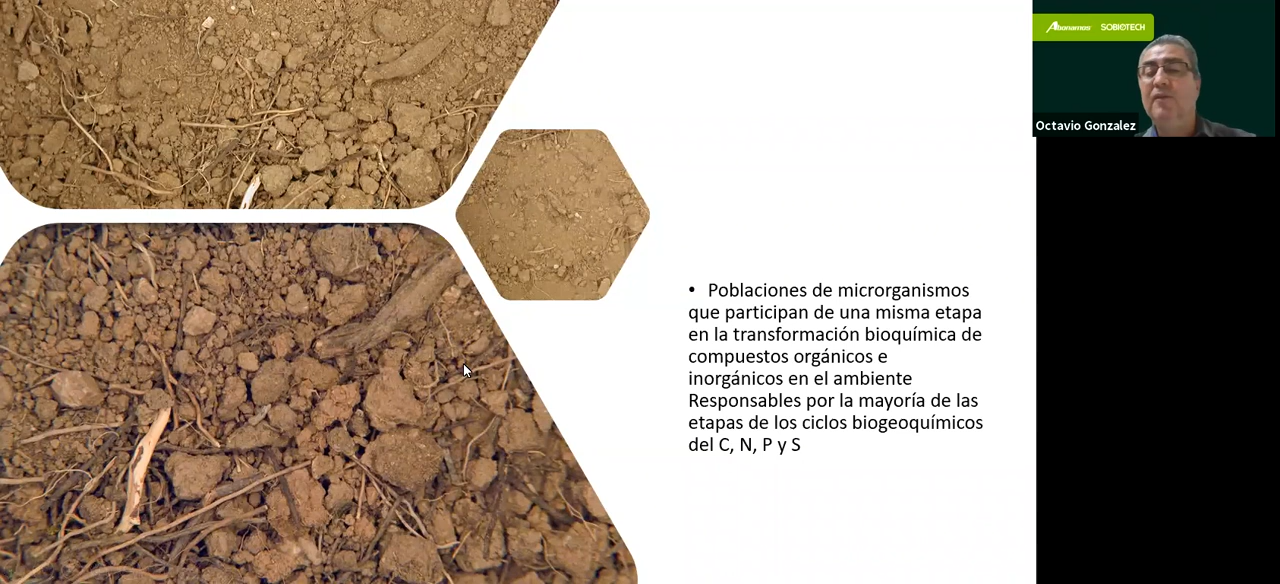 Abonamos SOBIOTECH
Octavio Gonzalez
• Poblaciones de microrganismos
que participan de una misma etapa
en la transformación bioquímica de
compuestos orgánicos e
inorgánicos en el ambiente
Responsables por la mayoría de las
etapas de los ciclos biogeoquímicos
del C, N, P y S